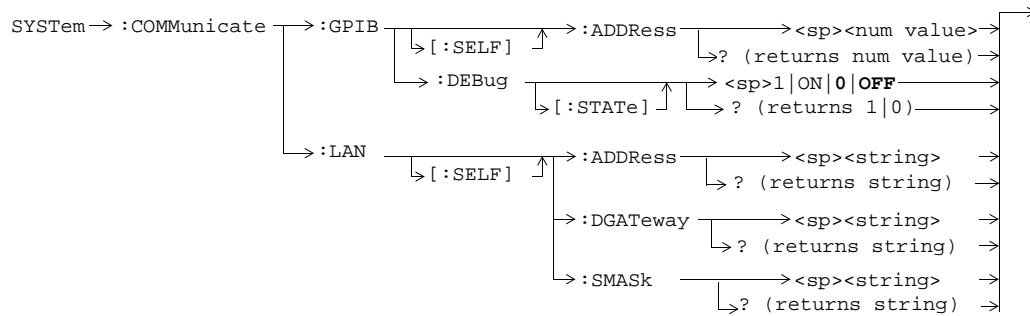 SYSTem :COMMunicate :GPIB [:SELF] :ADDRess <sp><num value>
? (returns num value)
:DEBug [:STATe] <sp>1|ON|0|OFF
? (returns 1|0)
:LAN [:SELF] :ADDRess <sp><string>
? (returns string)
:DGATeway <sp><string>
? (returns string)
:SMASk <sp><string>
? (returns string)